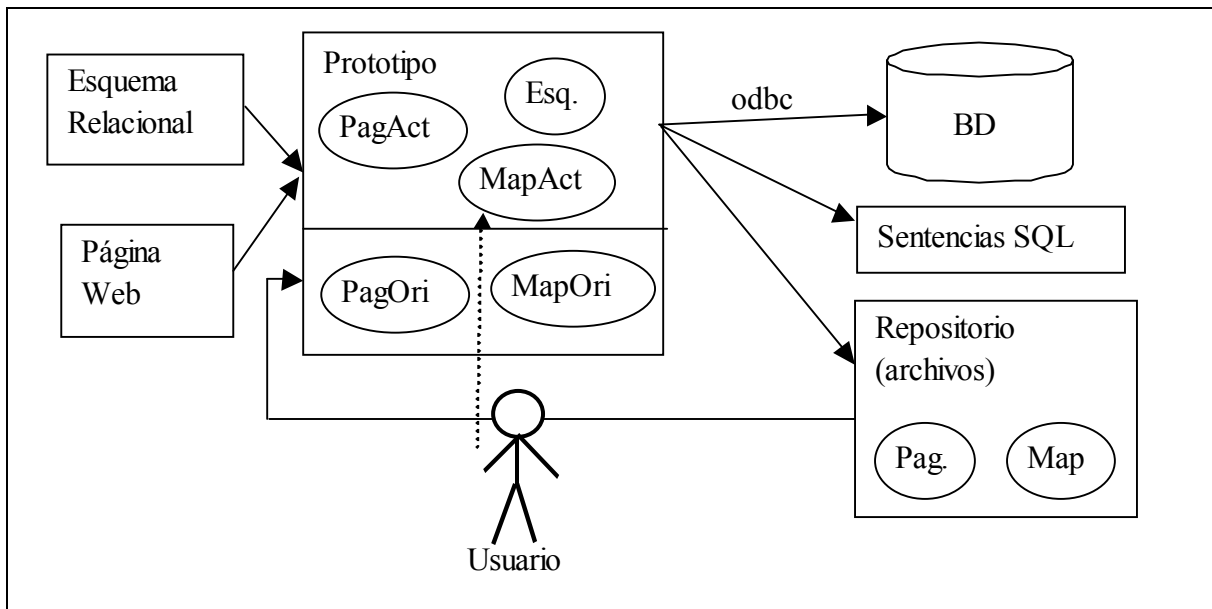 Esquema
Relacional
Página
Web
Prototipo
Esq.
PagAct
MapAct
PagOri
MapOri
odbc
BD
Sentencias SQL
Repositorio
(archivos)
Pag.
Map
Usuario